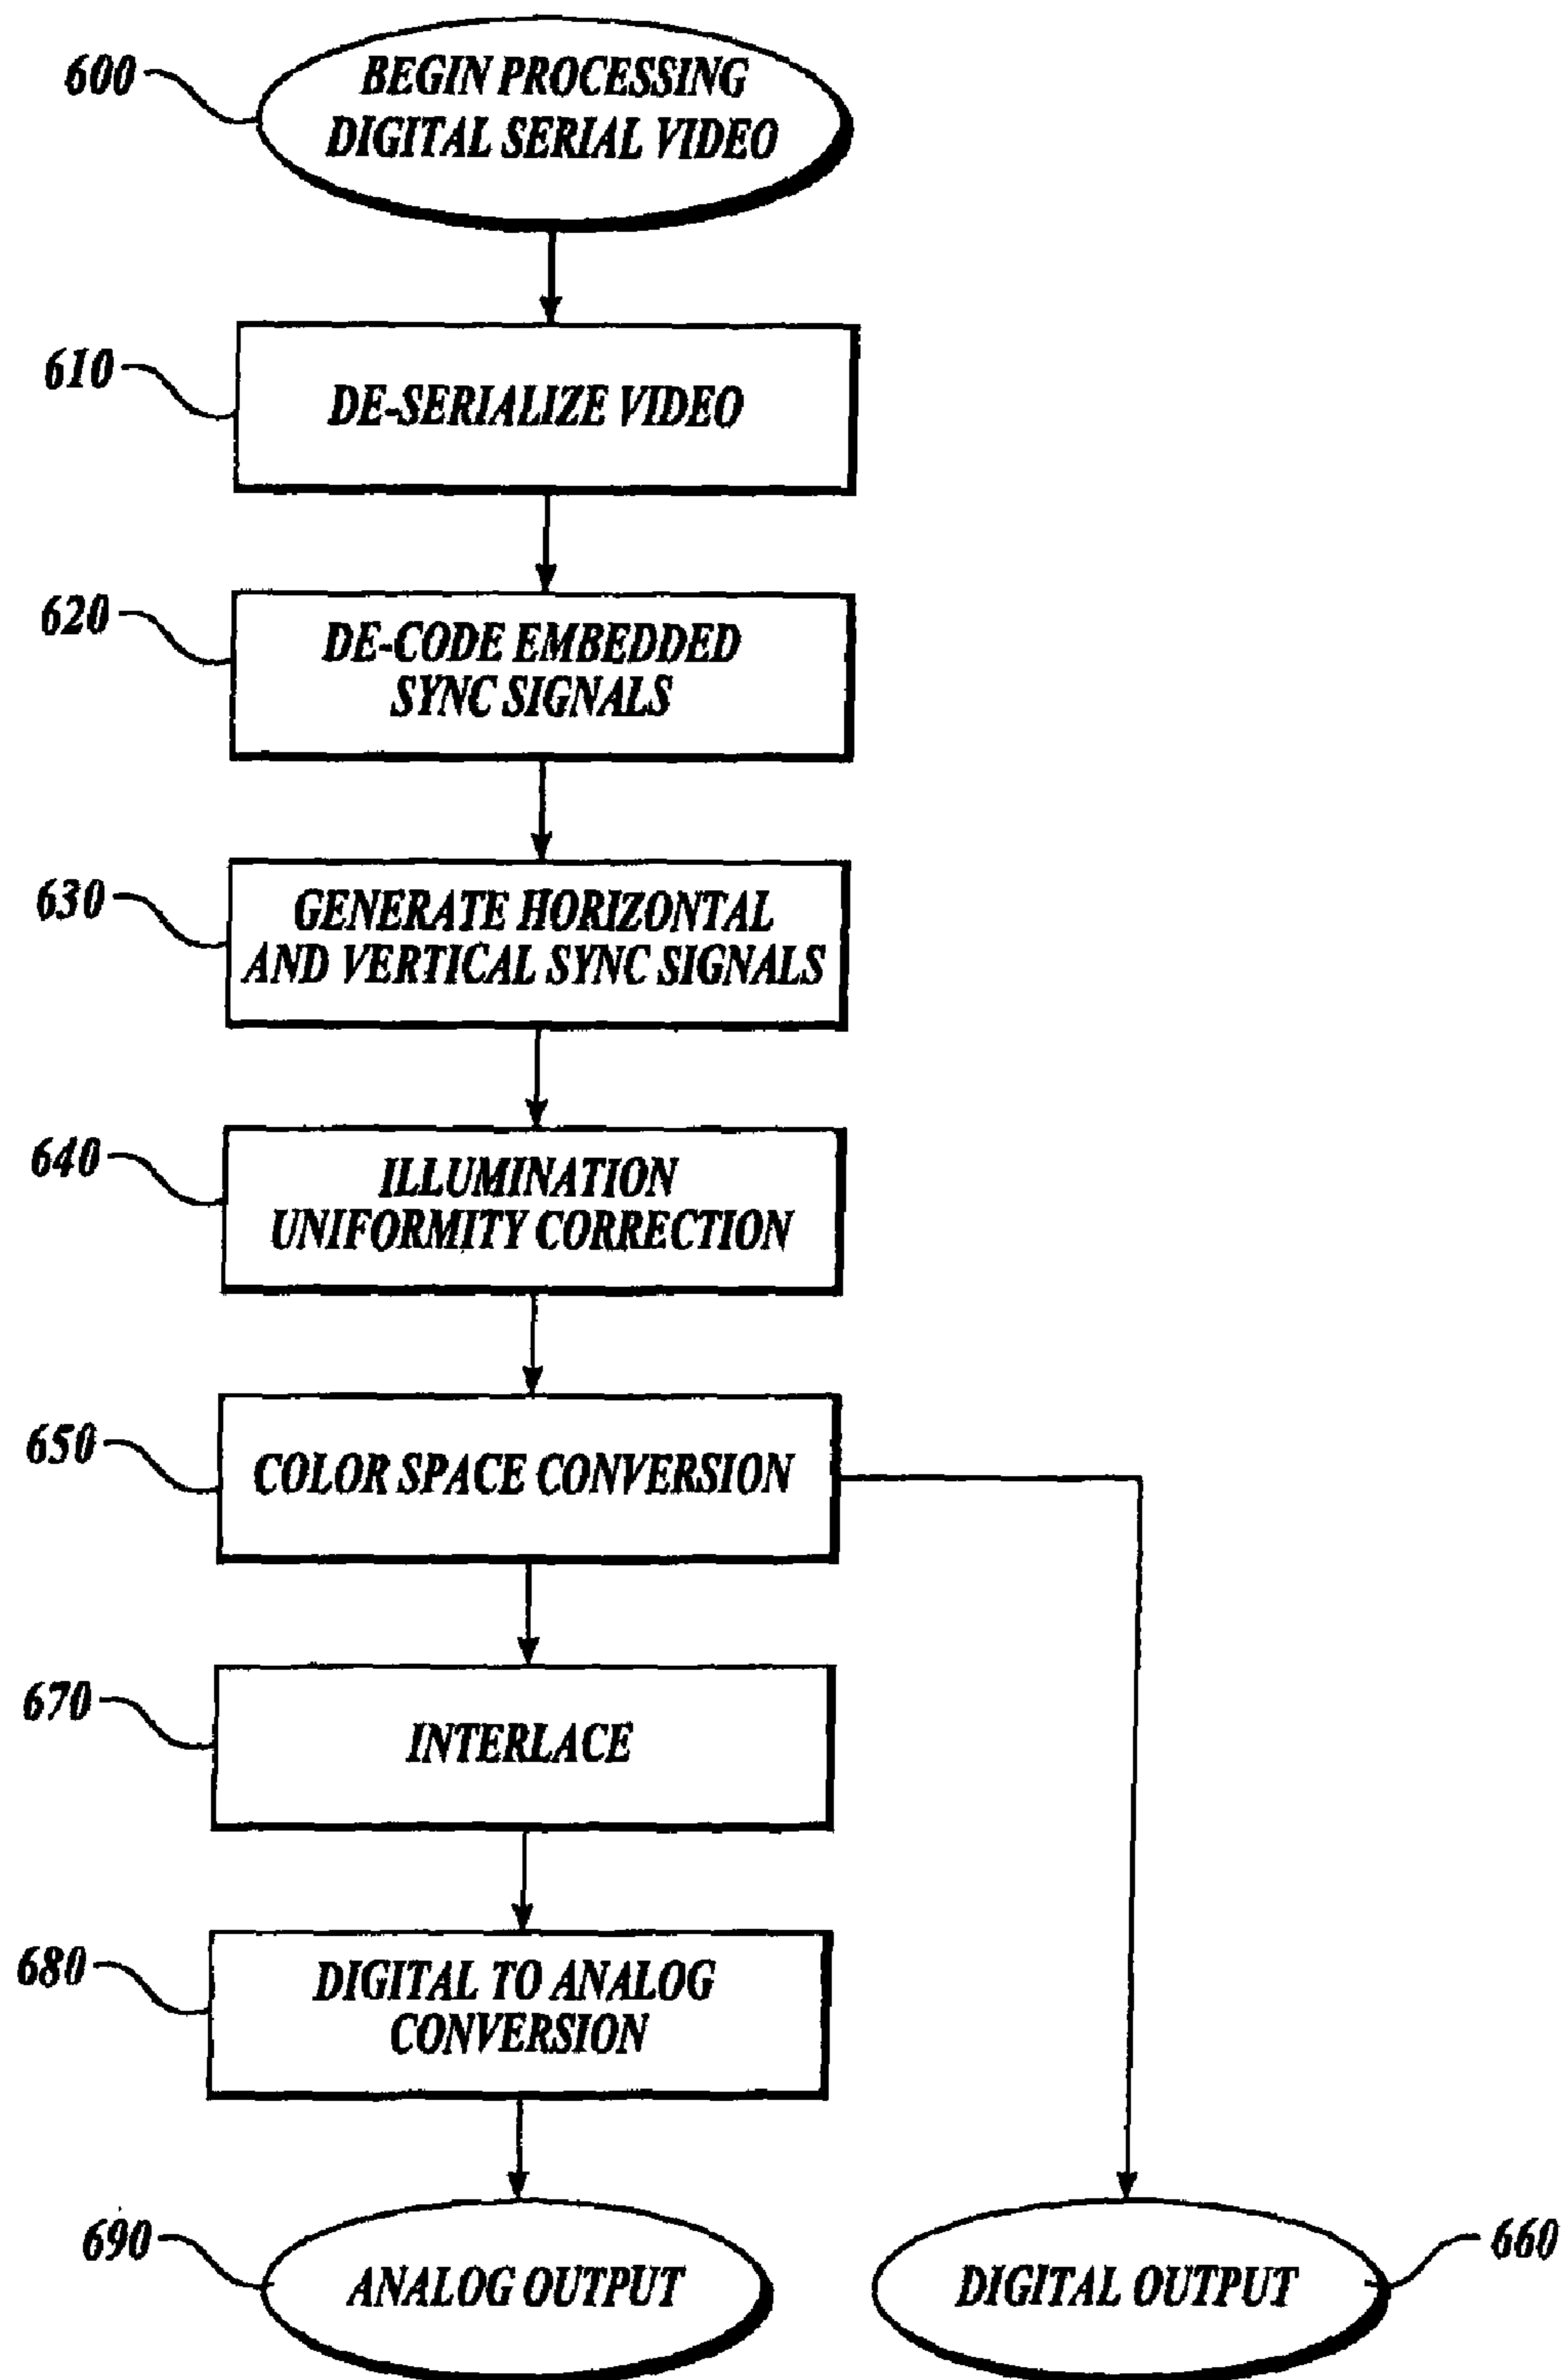 600
BEGIN PROCESSING
DIGITAL SERIAL VIDEO
610
DE-SERIALIZE VIDEO
620
DE-CODE EMBEDDED
SYNC SIGNALS
630
GENERATE HORIZONTAL
AND VERTICAL SYNC SIGNALS
640
ILLUMINATION
UNIFORMITY CORRECTION
650
COLOR SPACE CONVERSION
670
INTERLACE
680
DIGITAL TO ANALOG
CONVERSION
690
ANALOG OUTPUT
DIGITAL OUTPUT
660